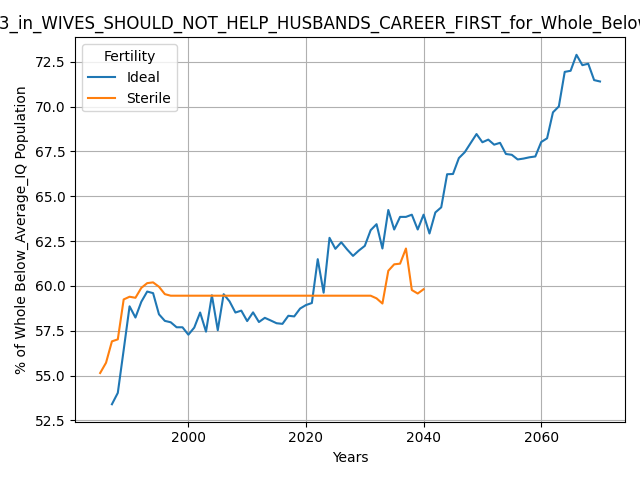 3_in_WIVES_SHOULD_NOT_HELP_HUSBANDS_CAREER_FIRST_for_Whole_Below
Fertility
Ideal
Sterile
72.5
70.0
67.5
65.0
62.5
60.0
57.5
55.0
52.5
% of Whole Below_Average_IQ Population
2000
2020
2040
2060
Years